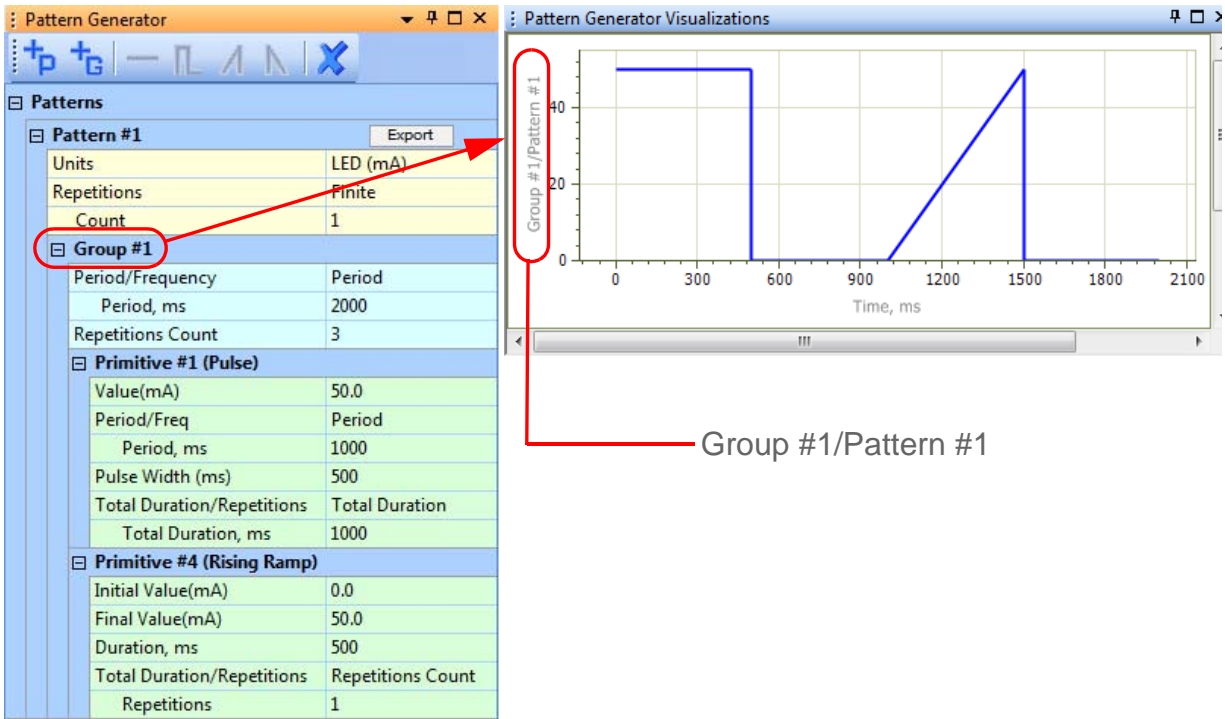 Pattern Generator
+P +G
Patterns
Pattern #1 Export
Units LED (mA)
Repetitions Finite
Count 1
Group #1
Period/Frequency Period
Period, ms 2000
Repetitions Count 3
Primitive #1 (Pulse)
Value(mA) 50.0
Period/Freq Period
Period, ms 1000
Pulse Width (ms) 500
Total Duration/Repetitions Total Duration
Total Duration, ms 1000
Primitive #4 (Rising Ramp)
Initial Value(mA) 0.0
Final Value(mA) 50.0
Duration, ms 500
Total Duration/Repetitions Repetitions Count
Repetitions 1
Pattern Generator Visualizations
Group #1/Pattern #1
40
20
0
0 300 600 900 1200 1500 1800 2100
Time, ms
Group #1/Pattern #1